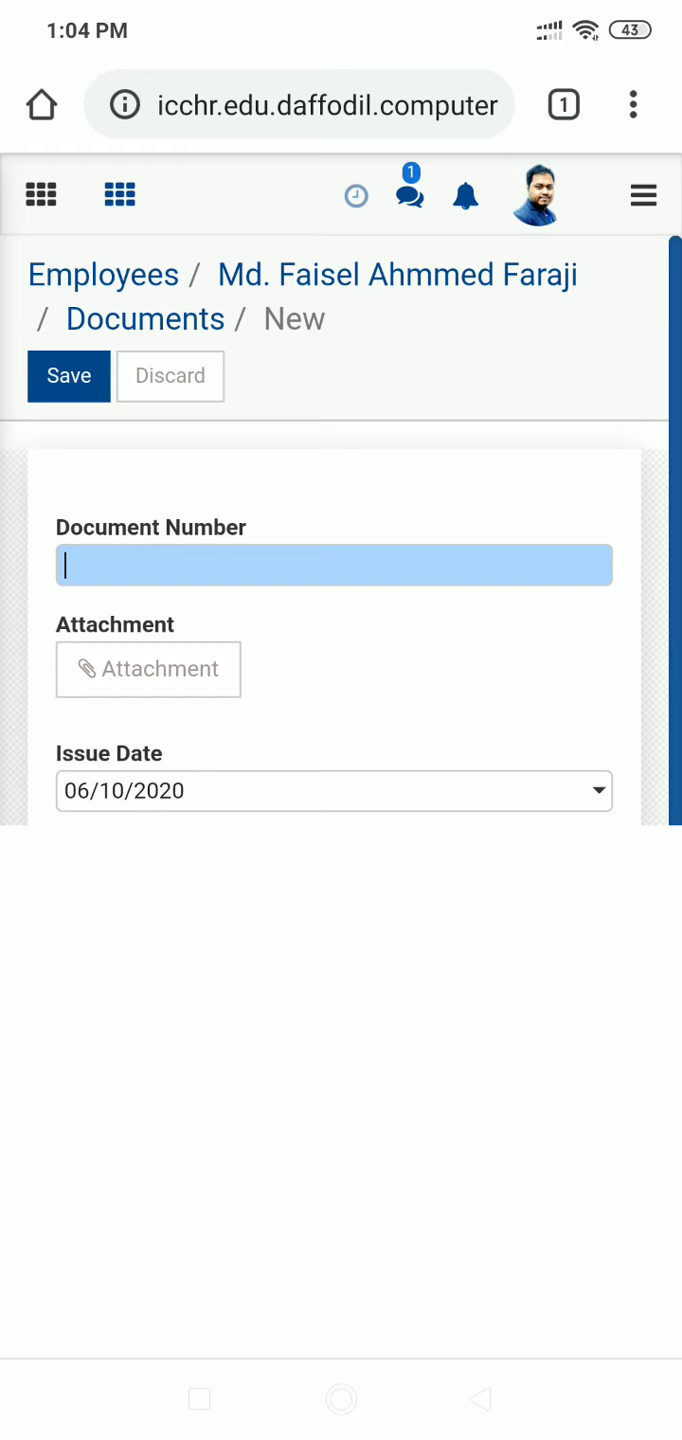 1:04 PM
43
icchr.edu.daffodil.computer
1
1
Employees / Md. Faisel Ahmmed Faraji
/ Documents / New
Save Discard
Document Number
Attachment
Attachment
Issue Date
06/10/2020